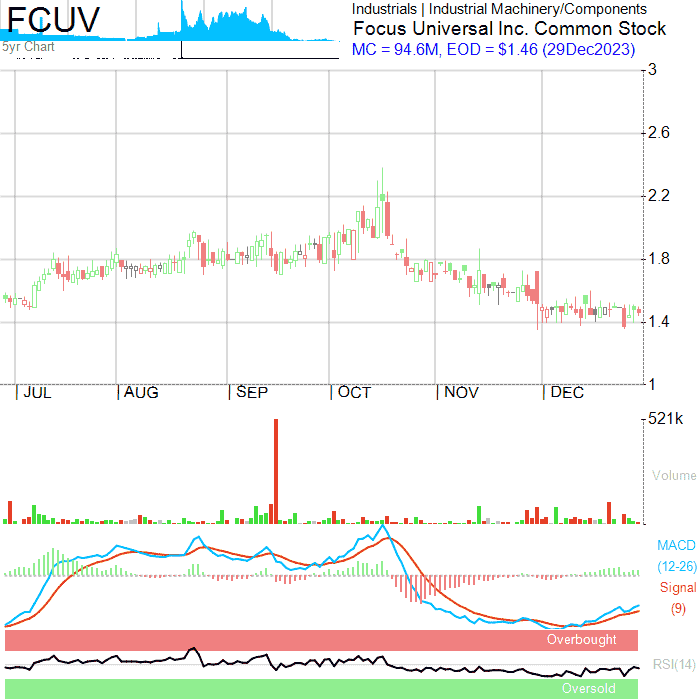 FCUV
5yr Chart
Industrials | Industrial Machinery/Components
Focus Universal Inc. Common Stock
MC = 94.6M, EOD = $1.46 (29Dec2023)
3
2.6
2.2
1.8
1.4
1
| JUL | AUG | SEP | OCT | NOV | DEC
521k
Volume
MACD
(12-26)
Signal
(9)
Overbought
RSI(14)
Oversold